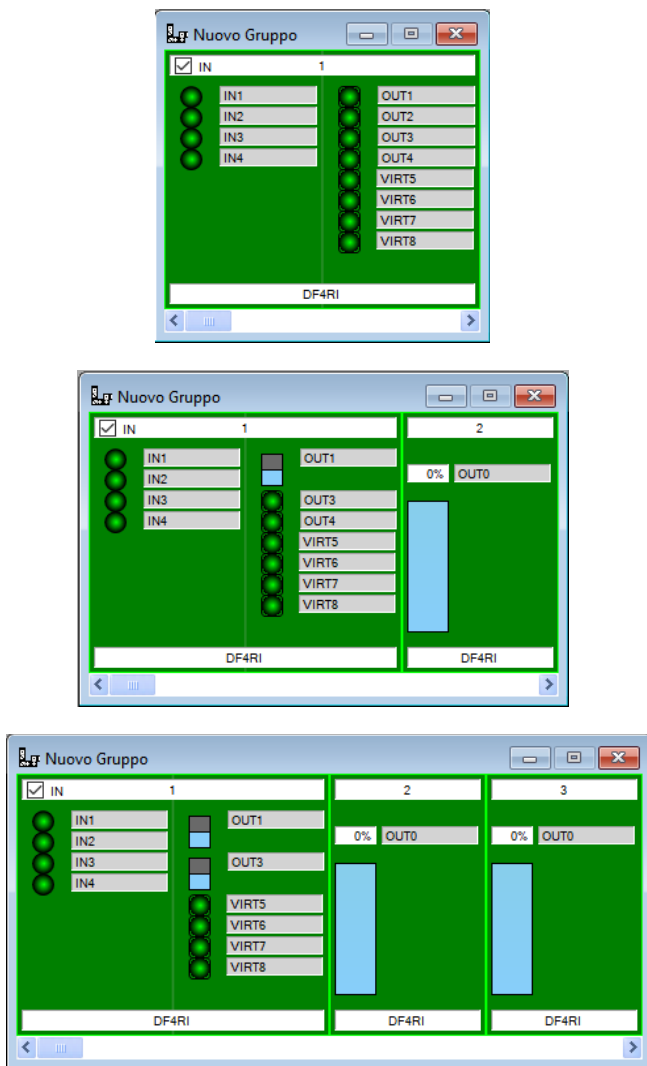 Nuovo Gruppo
IN 1
IN1 OUT1
IN2 OUT2
IN3 OUT3
IN4 OUT4
VIRT5
VIRT6
VIRT7
VIRT8
DF4RI
Nuovo Gruppo
IN 1 2
IN1 OUT1
IN2 0% OUT0
IN3 OUT3
IN4 OUT4
VIRT5
VIRT6
VIRT7
VIRT8
DF4RI DF4RI
Nuovo Gruppo
IN 1 2 3
IN1 OUT1
IN2 0% OUT0 0% OUT0
IN3 OUT3
IN4
VIRT5
VIRT6
VIRT7
VIRT8
DF4RI DF4RI DF4RI